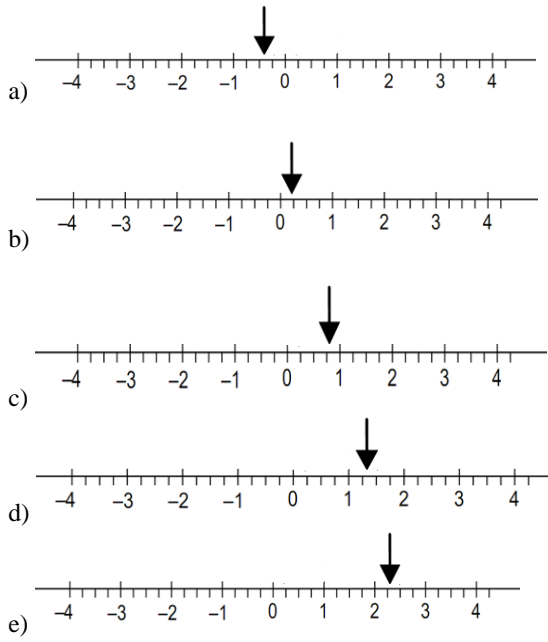 –4 –3 –2 –1 0 1 2 3 4
a)
–4 –3 –2 –1 0 1 2 3 4
b)
–4 –3 –2 –1 0 1 2 3 4
c)
–4 –3 –2 –1 0 1 2 3 4
d)
–4 –3 –2 –1 0 1 2 3 4
e)